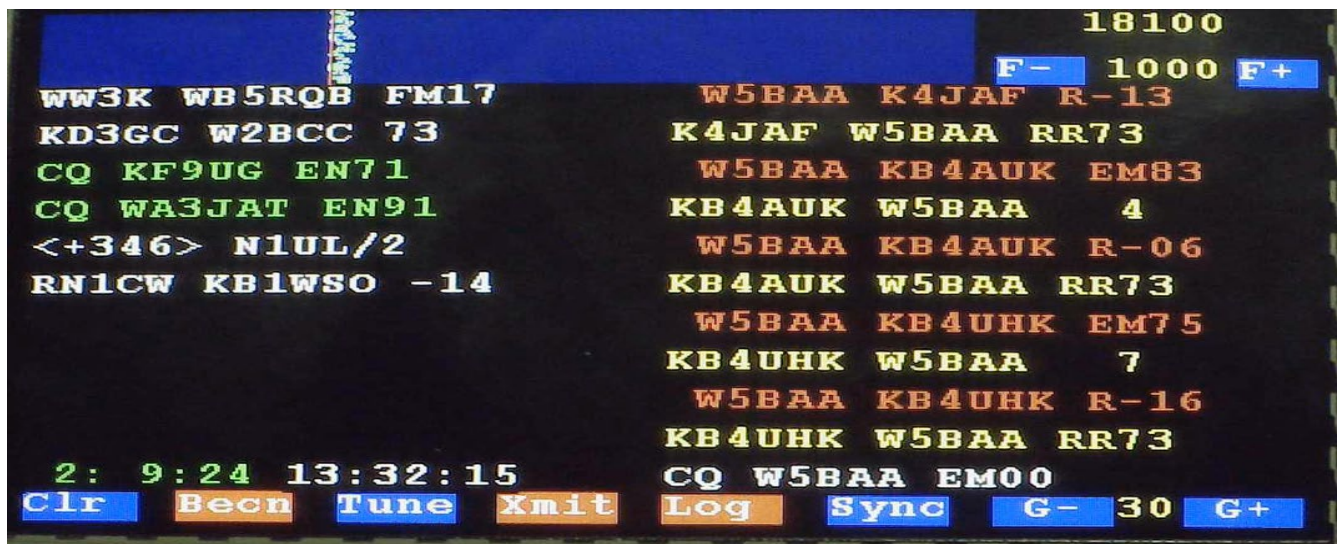 18100
F- 1000 F+
WW3K WB5RQB FM17
KD3GC W2BCC 73
CQ KF9UG EN71
CQ WA3JAT EN91
<+346> N1UL/2
RN1CW KB1WSO -14
W5BAA K4JAF R-13
K4JAF W5BAA RR73
W5BAA KB4AUK EM83
KB4AUK W5BAA 4
W5BAA KB4AUK R-06
KB4AUK W5BAA RR73
W5BAA KB4UHK EM75
KB4UHK W5BAA 7
W5BAA KB4UHK R-16
KB4UHK W5BAA RR73
CQ W5BAA EM00
2: 9:24 13:32:15
Clr Becn Tune Xmit Log Sync G- 30 G+